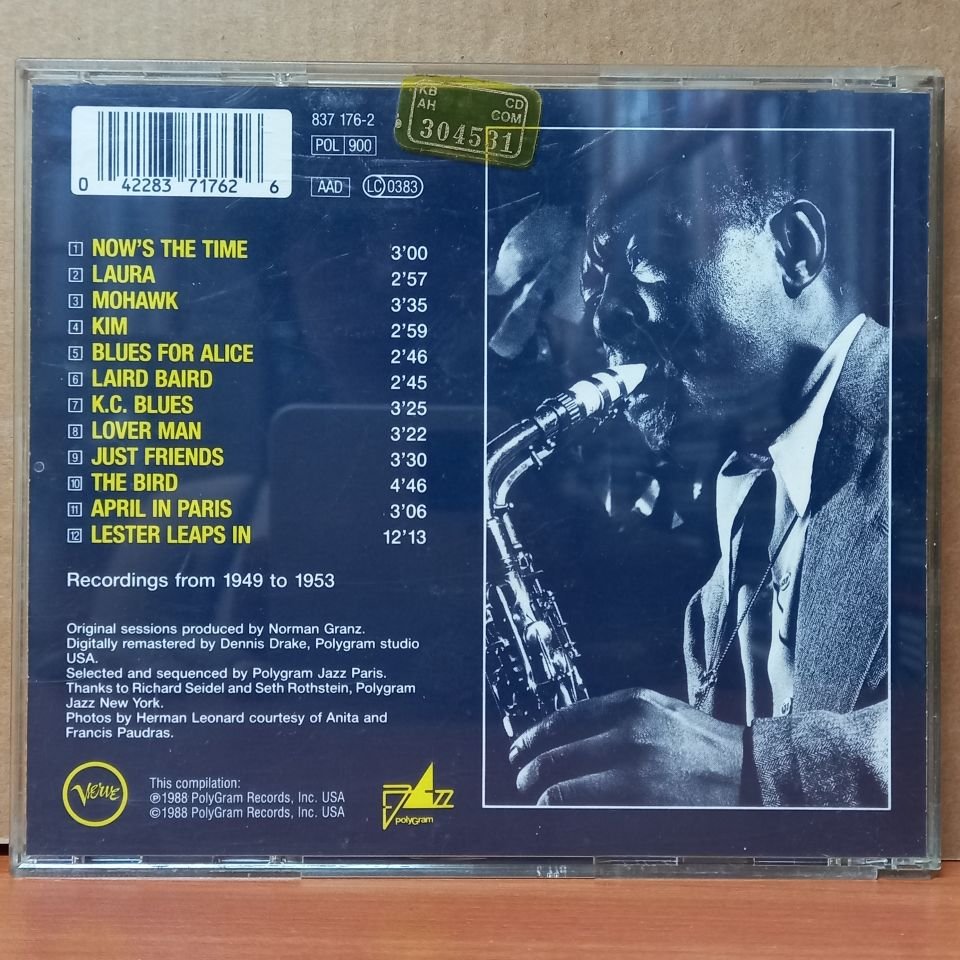 0 42283 71762 6
837 176-2
POL 900
AAD LC 0383
KB
AH
CD
COM
304531
1 NOW'S THE TIME 3'00
2 LAURA 2'57
3 MOHAWK 3'35
4 KIM 2'59
5 BLUES FOR ALICE 2'46
6 LAIRD BAIRD 2'45
7 K.C. BLUES 3'25
8 LOVER MAN 3'22
9 JUST FRIENDS 3'30
10 THE BIRD 4'46
11 APRIL IN PARIS 3'06
12 LESTER LEAPS IN 12'13
Recordings from 1949 to 1953
Original sessions produced by Norman Granz.
Digitally remastered by Dennis Drake, Polygram studio
USA.
Selected and sequenced by Polygram Jazz Paris.
Thanks to Richard Seidel and Seth Rothstein, Polygram
Jazz New York.
Photos by Herman Leonard courtesy of Anita and
Francis Paudras.
Verve
This compilation:
℗1988 PolyGram Records, Inc. USA
©1988 PolyGram Records, Inc. USA
JAZZ
polyGram